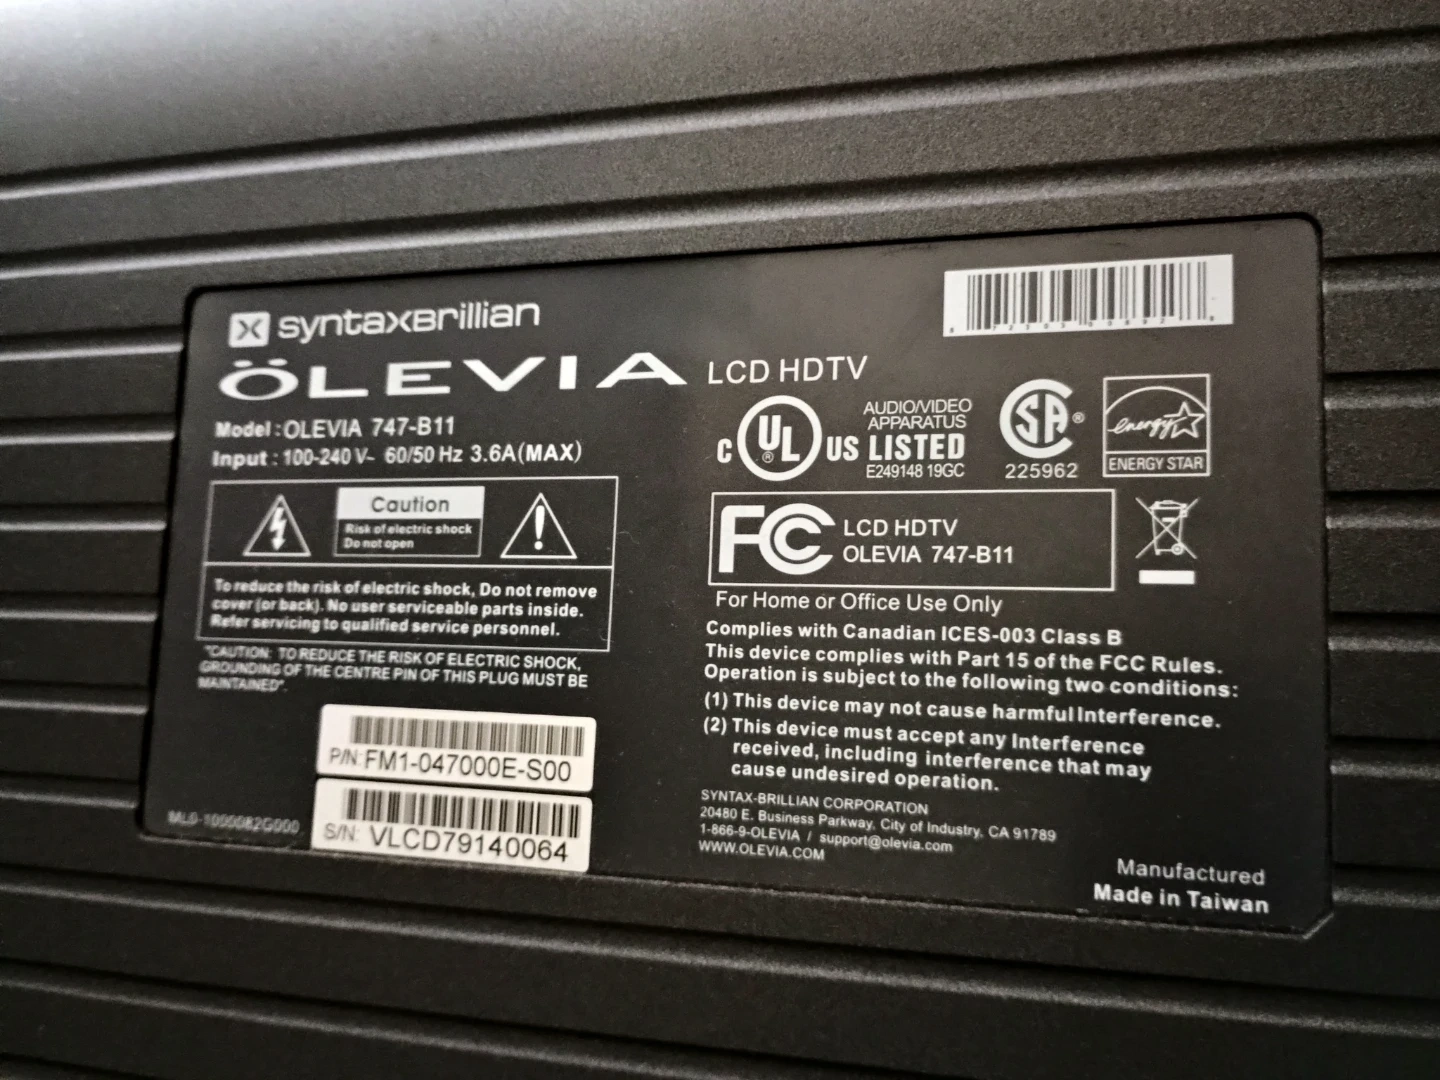 syntaxBrillian
ÖLEVIA LCD HDTV
Model : OLEVIA 747-B11
Input : 100-240 V~ 60/50 Hz 3.6A(MAX)
Caution
Risk of electric shock
Do not open
To reduce the risk of electric shock, Do not remove
cover (or back). No user serviceable parts inside.
Refer servicing to qualified service personnel.
"CAUTION: TO REDUCE THE RISK OF ELECTRIC SHOCK,
GROUNDING OF THE CENTRE PIN OF THIS PLUG MUST BE
MAINTAINED".
P/N: FM1-047000E-S00
S/N: VLCD79140064
C UL US
®
AUDIO/VIDEO
APPARATUS
LISTED
E249148 19GC
SA®
225962
energy
ENERGY STAR
FC LCD HDTV
OLEVIA 747-B11
For Home or Office Use Only
Complies with Canadian ICES-003 Class B
This device complies with Part 15 of the FCC Rules.
Operation is subject to the following two conditions:
(1) This device may not cause harmful Interference.
(2) This device must accept any Interference
received, including interference that may
cause undesired operation.
SYNTAX-BRILLIAN CORPORATION
20480 E. Business Parkway, City of Industry, CA 91789
1-866-9-OLEVIA / support@olevia.com
WWW.OLEVIA.COM
Manufactured
Made in Taiwan